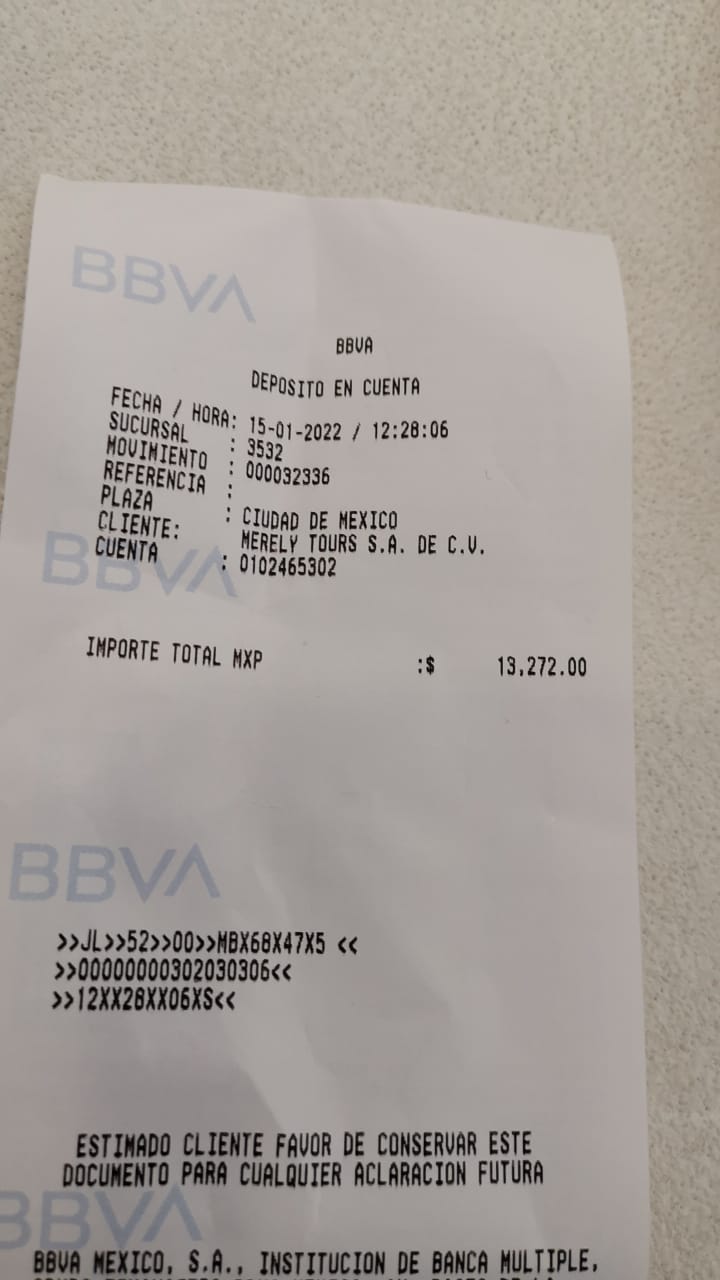 BBVA
BBVA
DEPOSITO EN CUENTA
FECHA / HORA: 15-01-2022 / 12:28:06
SUCURSAL : 3532
MOVIMIENTO : 000032336
REFERENCIA :
PLAZA : CIUDAD DE MEXICO
CLIENTE: MERELY TOURS S.A. DE C.V.
CUENTA : 0102465302
BBVA
IMPORTE TOTAL MXP :$ 13,272.00
BBVA
>>JL>>52>>00>>MBX68X47X5 <<
>>00000000302030306<<
>>12XX28XX06XS<<
ESTIMADO CLIENTE FAVOR DE CONSERVAR ESTE
DOCUMENTO PARA CUALQUIER ACLARACION FUTURA
BBVA
BBVA MEXICO, S.A., INSTITUCION DE BANCA MULTIPLE,